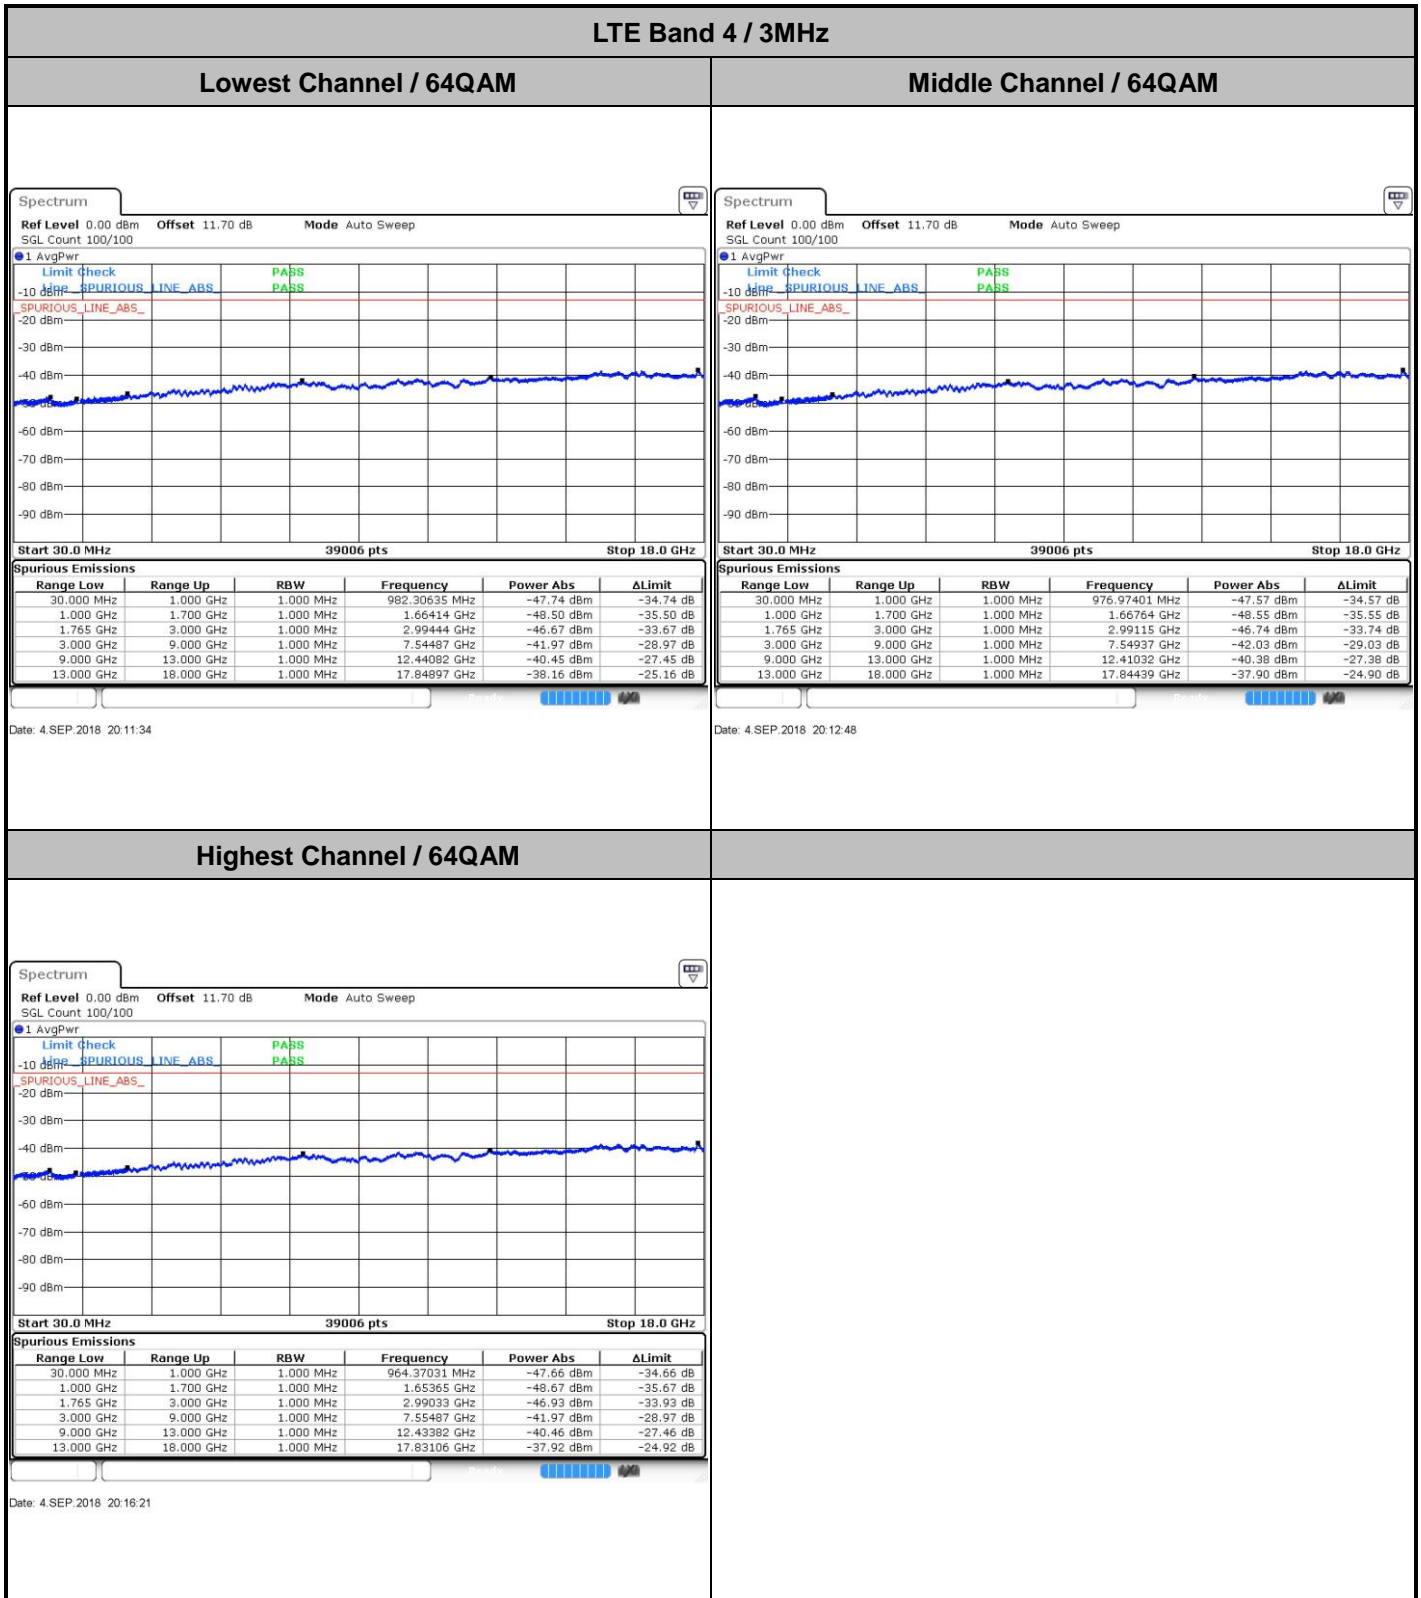 LTE Band 4 / 3MHz
Lowest Channel / 64QAM
Middle Channel / 64QAM
Spectrum
Ref Level 0.00 dBm Offset 11.70 dB Mode Auto Sweep
SGL Count 100/100
1 AvgPwr
Limit Check PASS
Line _SPURIOUS_LINE_ABS_ PASS
-10 dBm
_SPURIOUS_LINE_ABS_
-20 dBm
-30 dBm
-40 dBm
-50 dBm
-60 dBm
-70 dBm
-80 dBm
-90 dBm
Start 30.0 MHz 39006 pts Stop 18.0 GHz
Spurious Emissions
Range Low Range Up RBW Frequency Power Abs ΔLimit
30.000 MHz 1.000 GHz 1.000 MHz 982.30635 MHz -47.74 dBm -34.74 dB
1.000 GHz 1.700 GHz 1.000 MHz 1.66414 GHz -48.50 dBm -35.50 dB
1.765 GHz 3.000 GHz 1.000 MHz 2.99444 GHz -46.67 dBm -33.67 dB
3.000 GHz 9.000 GHz 1.000 MHz 7.54487 GHz -41.97 dBm -28.97 dB
9.000 GHz 13.000 GHz 1.000 MHz 12.44082 GHz -40.45 dBm -27.45 dB
13.000 GHz 18.000 GHz 1.000 MHz 17.84897 GHz -38.16 dBm -25.16 dB
Date: 4.SEP.2018 20:11:34
Spectrum
Ref Level 0.00 dBm Offset 11.70 dB Mode Auto Sweep
SGL Count 100/100
1 AvgPwr
Limit Check PASS
Line _SPURIOUS_LINE_ABS_ PASS
-10 dBm
_SPURIOUS_LINE_ABS_
-20 dBm
-30 dBm
-40 dBm
-50 dBm
-60 dBm
-70 dBm
-80 dBm
-90 dBm
Start 30.0 MHz 39006 pts Stop 18.0 GHz
Spurious Emissions
Range Low Range Up RBW Frequency Power Abs ΔLimit
30.000 MHz 1.000 GHz 1.000 MHz 976.97401 MHz -47.57 dBm -34.57 dB
1.000 GHz 1.700 GHz 1.000 MHz 1.66764 GHz -48.55 dBm -35.55 dB
1.765 GHz 3.000 GHz 1.000 MHz 2.99115 GHz -46.74 dBm -33.74 dB
3.000 GHz 9.000 GHz 1.000 MHz 7.54937 GHz -42.03 dBm -29.03 dB
9.000 GHz 13.000 GHz 1.000 MHz 12.41032 GHz -40.38 dBm -27.38 dB
13.000 GHz 18.000 GHz 1.000 MHz 17.84439 GHz -37.90 dBm -24.90 dB
Date: 4.SEP.2018 20:12:48
Highest Channel / 64QAM
Spectrum
Ref Level 0.00 dBm Offset 11.70 dB Mode Auto Sweep
SGL Count 100/100
1 AvgPwr
Limit Check PASS
Line _SPURIOUS_LINE_ABS_ PASS
-10 dBm
_SPURIOUS_LINE_ABS_
-20 dBm
-30 dBm
-40 dBm
-50 dBm
-60 dBm
-70 dBm
-80 dBm
-90 dBm
Start 30.0 MHz 39006 pts Stop 18.0 GHz
Spurious Emissions
Range Low Range Up RBW Frequency Power Abs ΔLimit
30.000 MHz 1.000 GHz 1.000 MHz 964.37031 MHz -47.66 dBm -34.66 dB
1.000 GHz 1.700 GHz 1.000 MHz 1.65365 GHz -48.67 dBm -35.67 dB
1.765 GHz 3.000 GHz 1.000 MHz 2.99033 GHz -46.93 dBm -33.93 dB
3.000 GHz 9.000 GHz 1.000 MHz 7.55487 GHz -41.97 dBm -28.97 dB
9.000 GHz 13.000 GHz 1.000 MHz 12.43382 GHz -40.46 dBm -27.46 dB
13.000 GHz 18.000 GHz 1.000 MHz 17.83106 GHz -37.92 dBm -24.92 dB
Date: 4.SEP.2018 20:16:21